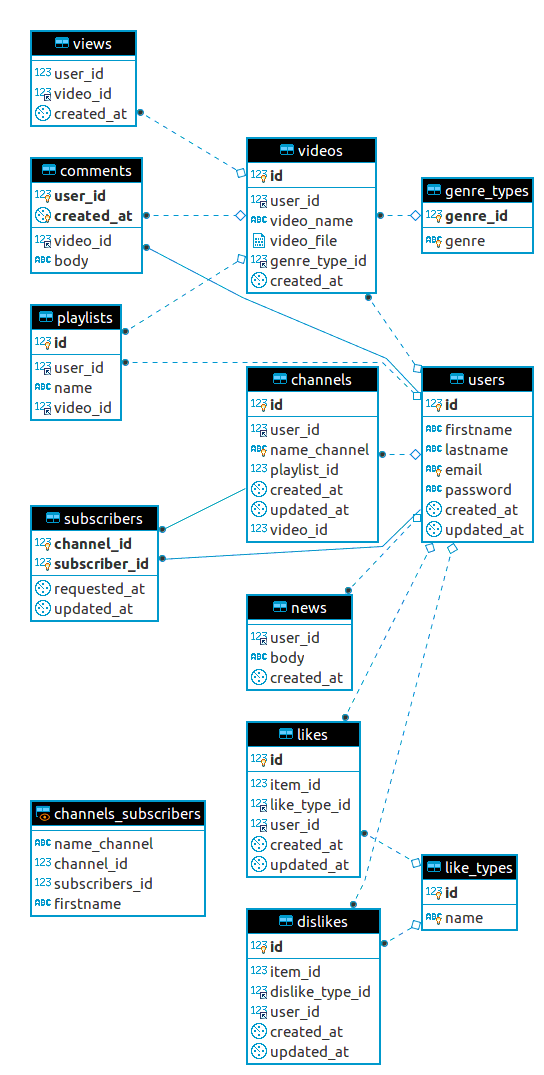 views
123 user_id
123 video_id
created_at
comments
123 user_id
created_at
123 video_id
ABC body
playlists
123 id
123 user_id
ABC name
123 video_id
subscribers
123 channel_id
123 subscriber_id
requested_at
updated_at
channels_subscribers
ABC name_channel
123 channel_id
123 subscribers_id
ABC firstname
videos
123 id
123 user_id
ABC video_name
video_file
123 genre_type_id
created_at
channels
123 id
123 user_id
ABC name_channel
123 playlist_id
created_at
updated_at
123 video_id
news
123 user_id
ABC body
created_at
likes
123 id
123 item_id
123 like_type_id
123 user_id
created_at
updated_at
dislikes
123 id
123 item_id
123 dislike_type_id
123 user_id
created_at
updated_at
genre_types
123 genre_id
ABC genre
users
123 id
ABC firstname
ABC lastname
ABC email
ABC password
created_at
updated_at
like_types
123 id
ABC name